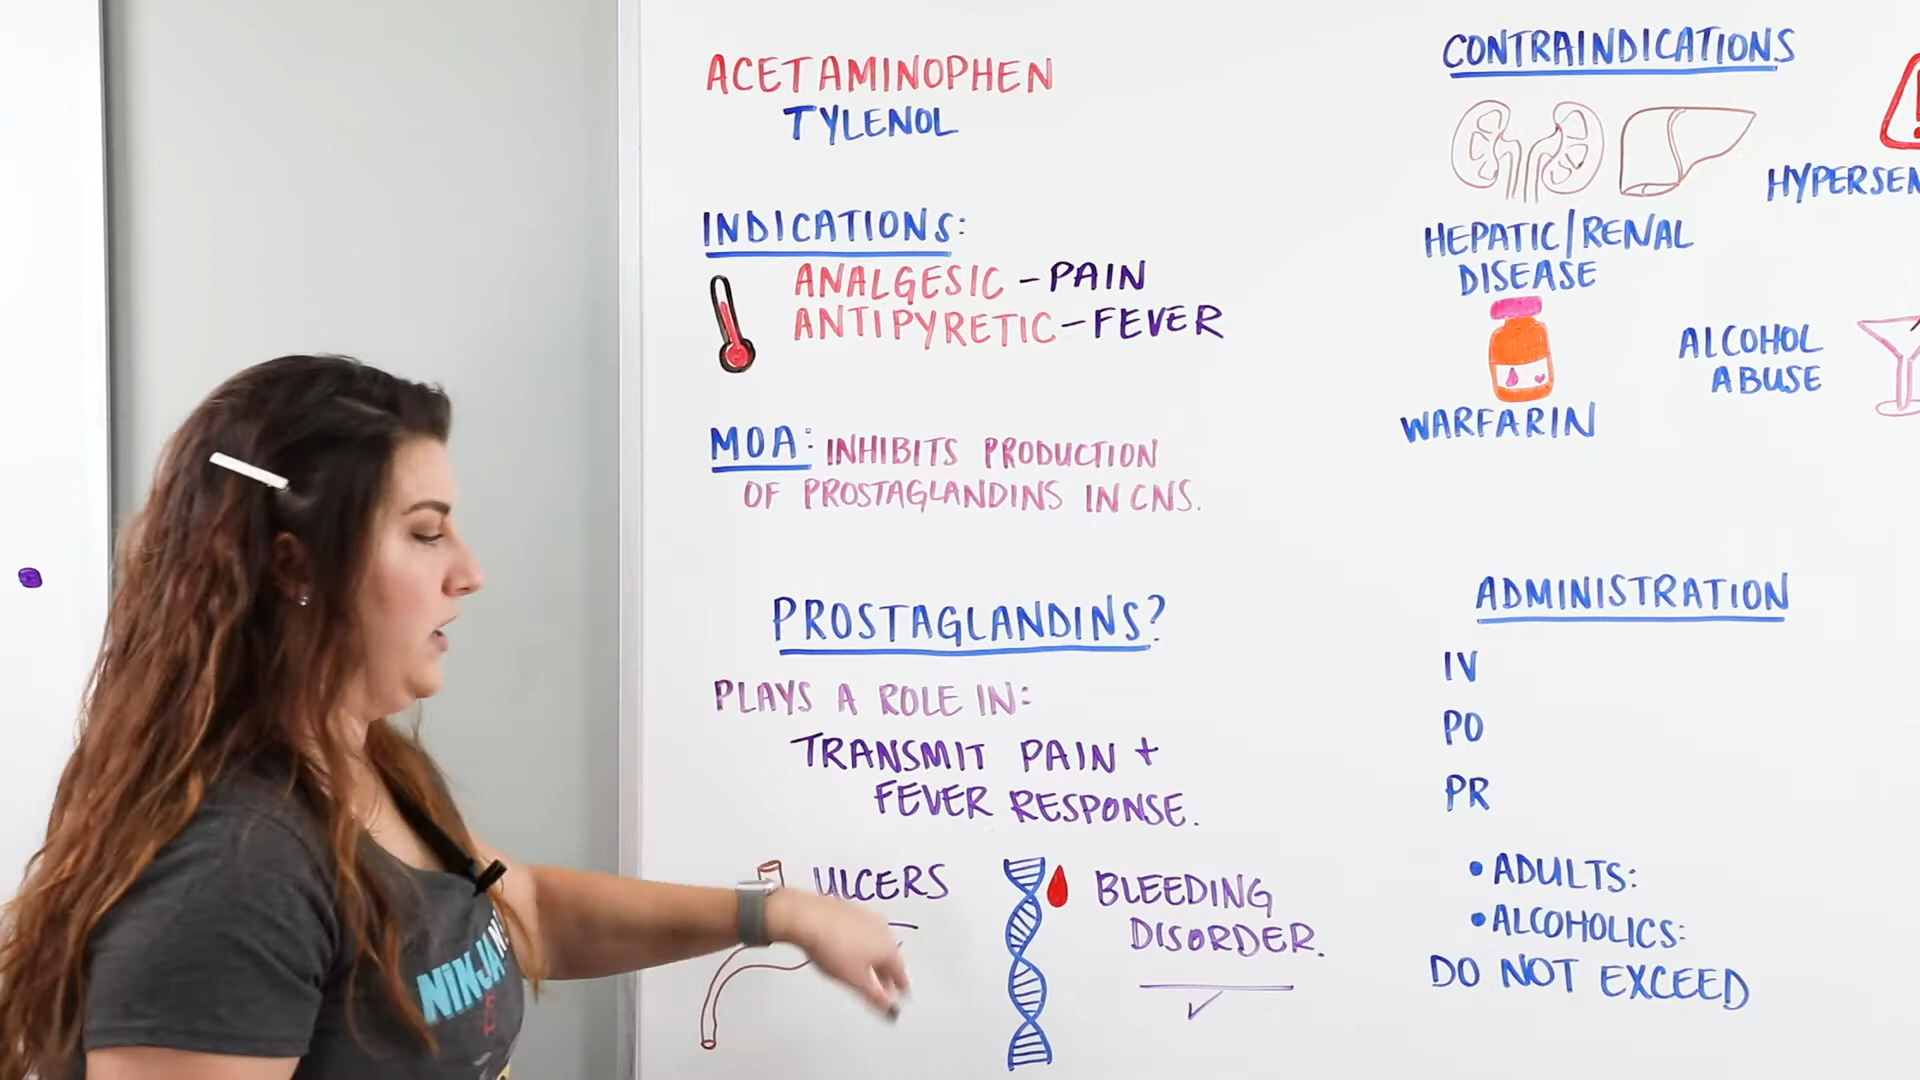 ACETAMINOPHEN
TYLENOL
INDICATIONS:
ANALGESIC - PAIN
ANTIPYRETIC - FEVER
MOA: INHIBITS PRODUCTION
OF PROSTAGLANDINS IN CNS.
PROSTAGLANDINS?
PLAYS A ROLE IN:
TRANSMIT PAIN +
FEVER RESPONSE.
ULCERS
BLEEDING
DISORDER.
CONTRAINDICATIONS
HEPATIC/RENAL
DISEASE
HYPERSEN
WARFARIN
ALCOHOL
ABUSE
ADMINISTRATION
IV
PO
PR
• ADULTS:
• ALCOHOLICS:
DO NOT EXCEED
NINJA